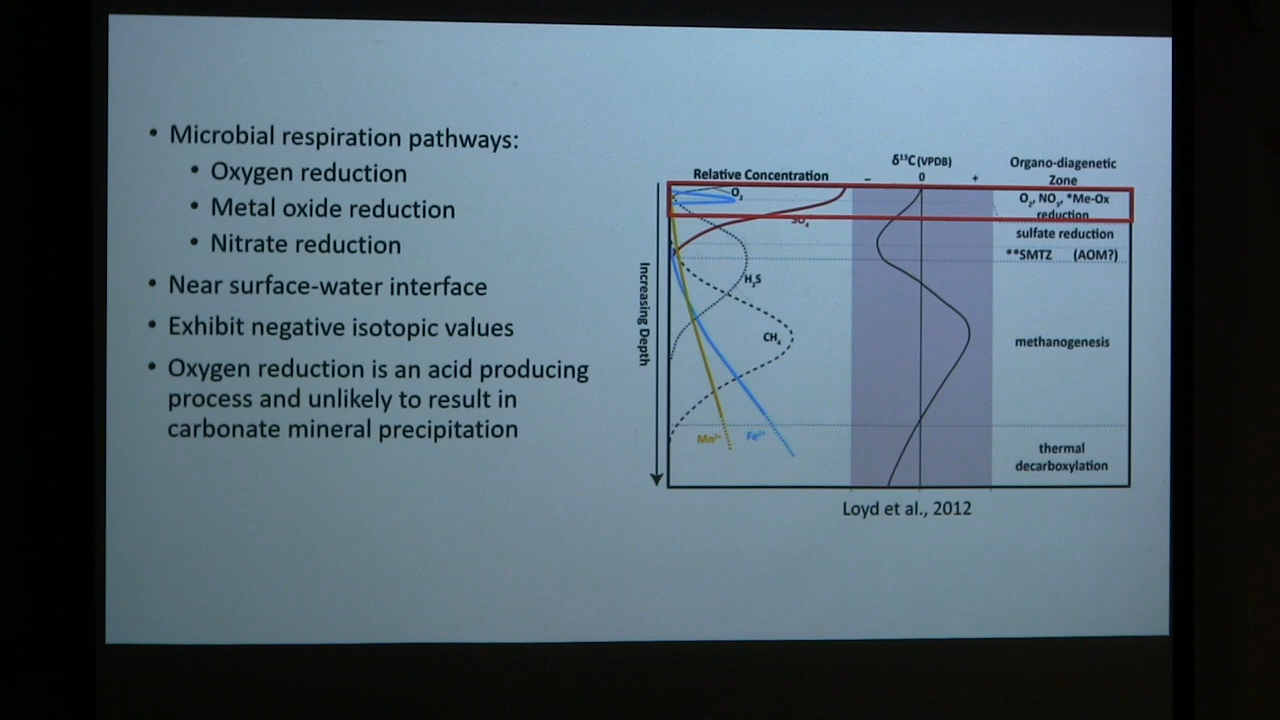 • Microbial respiration pathways:
• Oxygen reduction
• Metal oxide reduction
• Nitrate reduction
• Near surface-water interface
• Exhibit negative isotopic values
• Oxygen reduction is an acid producing
process and unlikely to result in
carbonate mineral precipitation
Relative Concentration
δ¹³C (VPDB)
– 0 +
Organo-diagenetic
Zone
O₂
SO₄
H₂S
CH₄
Mn²⁺
Fe²⁺
Increasing Depth
O₂, NO₃, *Me-Ox
reduction
sulfate reduction
**SMTZ (AOM?)
methanogenesis
thermal
decarboxylation
Loyd et al., 2012